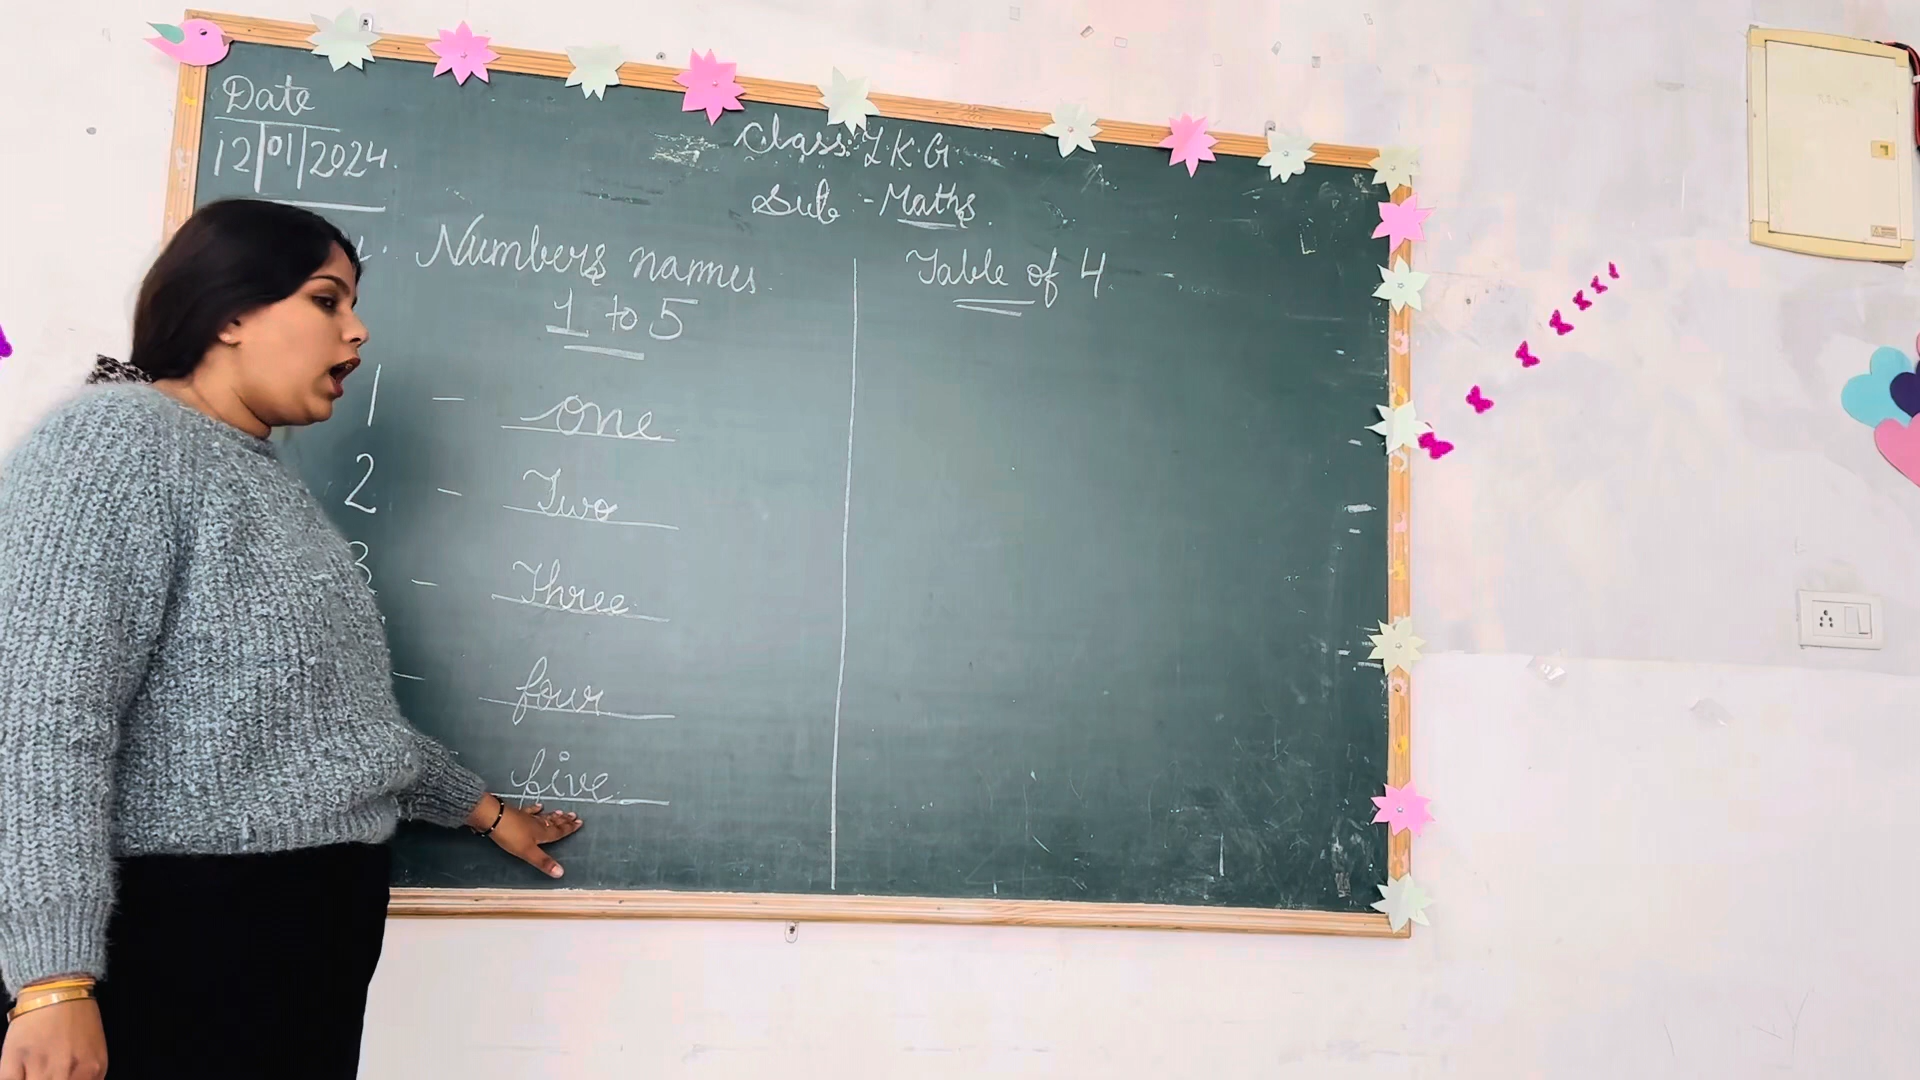 Date
12/01/2024.
Class: L.K.G.
Sub - Maths.
Numbers names
1 to 5
1 - one
2 - Two
3 - Three
- four
five
Table of 4